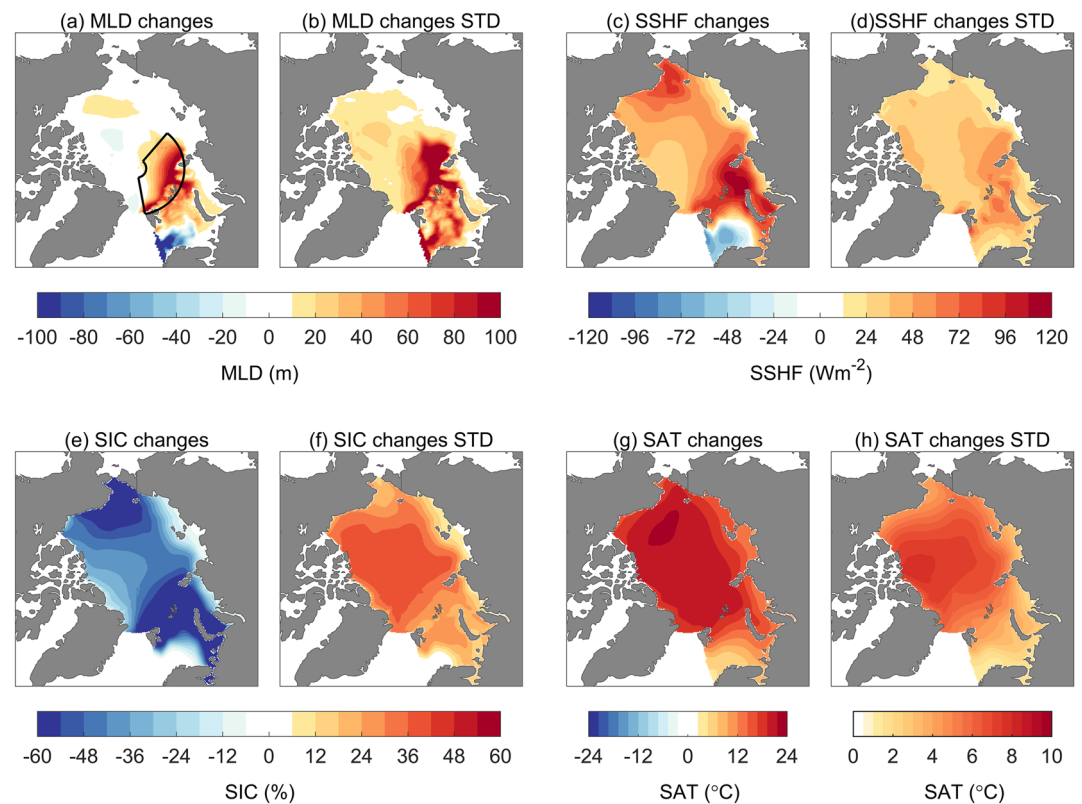 (a) MLD changes
(b) MLD changes STD
(c) SSHF changes
(d)SSHF changes STD
-100 -80 -60 -40 -20 0 20 40 60 80 100
MLD (m)
-120 -96 -72 -48 -24 0 24 48 72 96 120
SSHF (Wm-2)
(e) SIC changes
(f) SIC changes STD
(g) SAT changes
(h) SAT changes STD
-60 -48 -36 -24 -12 0 12 24 36 48 60
SIC (%)
-24 -12 0 12 24
SAT (°C)
0 2 4 6 8 10
SAT (°C)